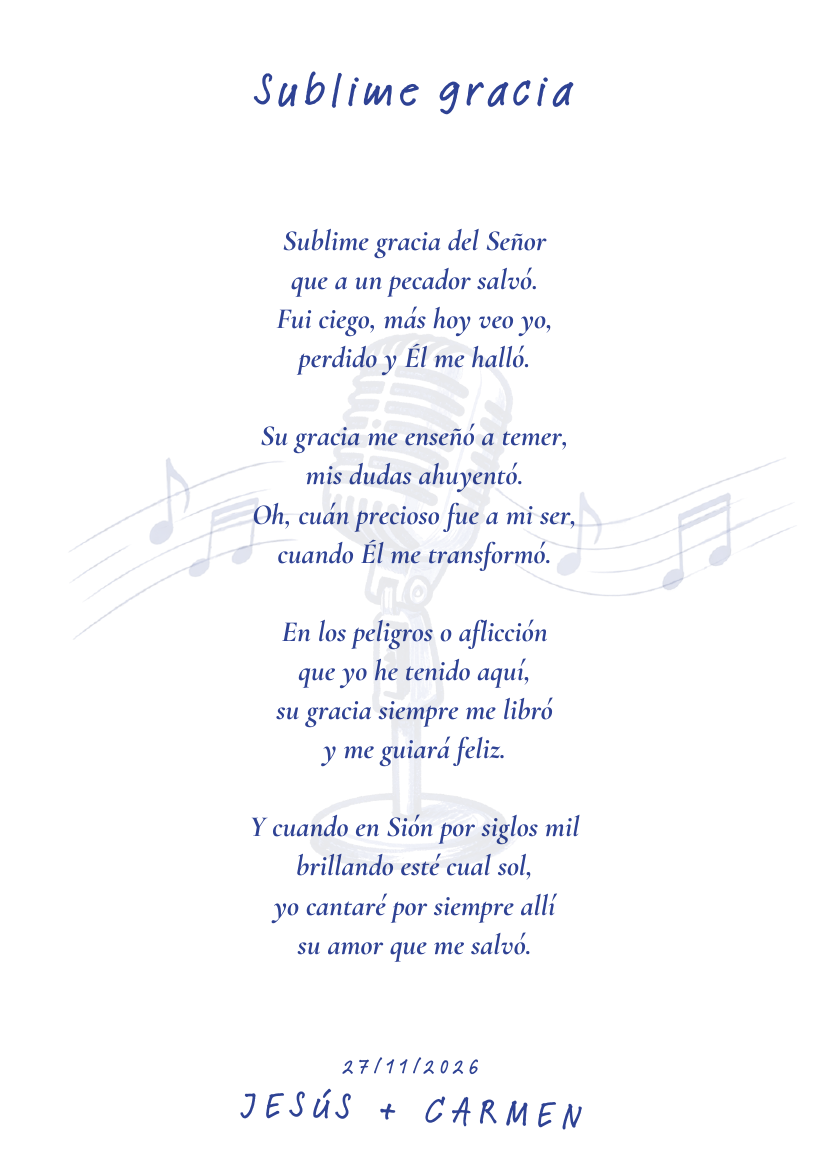 Sublime gracia
Sublime gracia del Señor
que a un pecador salvó.
Fui ciego, más hoy veo yo,
perdido y Él me halló.
Su gracia me enseñó a temer,
mis dudas ahuyentó.
Oh, cuán precioso fue a mi ser,
cuando Él me transformó.
En los peligros o aflicción
que yo he tenido aquí,
su gracia siempre me libró
y me guiará feliz.
Y cuando en Sión por siglos mil
brillando esté cual sol,
yo cantaré por siempre allí
su amor que me salvó.
27/11/2026
JESÚS + CARMEN